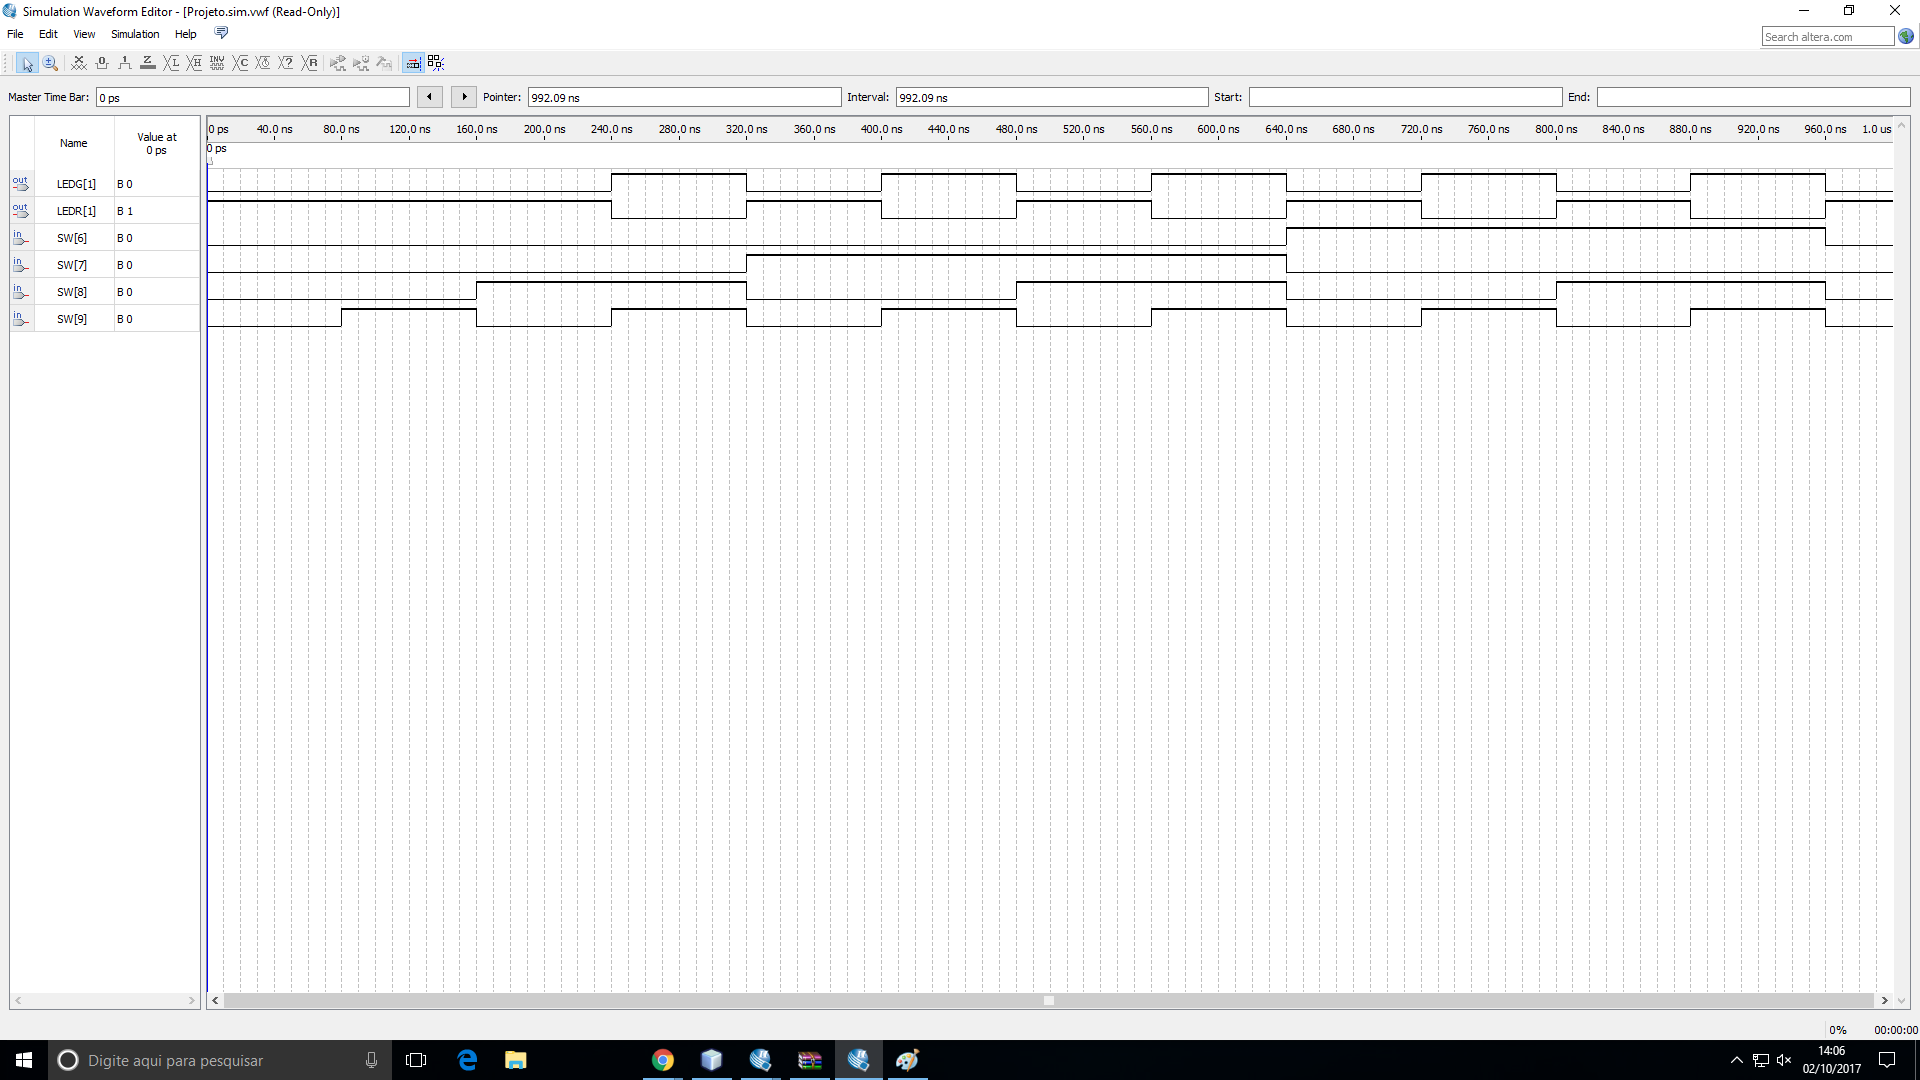 Simulation Waveform Editor - [Projeto.sim.vwf (Read-Only)]
File Edit View Simulation Help
Search altera.com
Master Time Bar: 0 ps Pointer: 992.09 ns Interval: 992.09 ns Start: End:
Name Value at 0 ps
0 ps 40.0 ns 80.0 ns 120.0 ns 160.0 ns 200.0 ns 240.0 ns 280.0 ns 320.0 ns 360.0 ns 400.0 ns 440.0 ns 480.0 ns 520.0 ns 560.0 ns 600.0 ns 640.0 ns 680.0 ns 720.0 ns 760.0 ns 800.0 ns 840.0 ns 880.0 ns 920.0 ns 960.0 ns 1.0 us
0 ps
out LEDG[1] B 0
out LEDR[1] B 1
in SW[6] B 0
in SW[7] B 0
in SW[8] B 0
in SW[9] B 0
0% 00:00:00
Digite aqui para pesquisar
14:06
02/10/2017